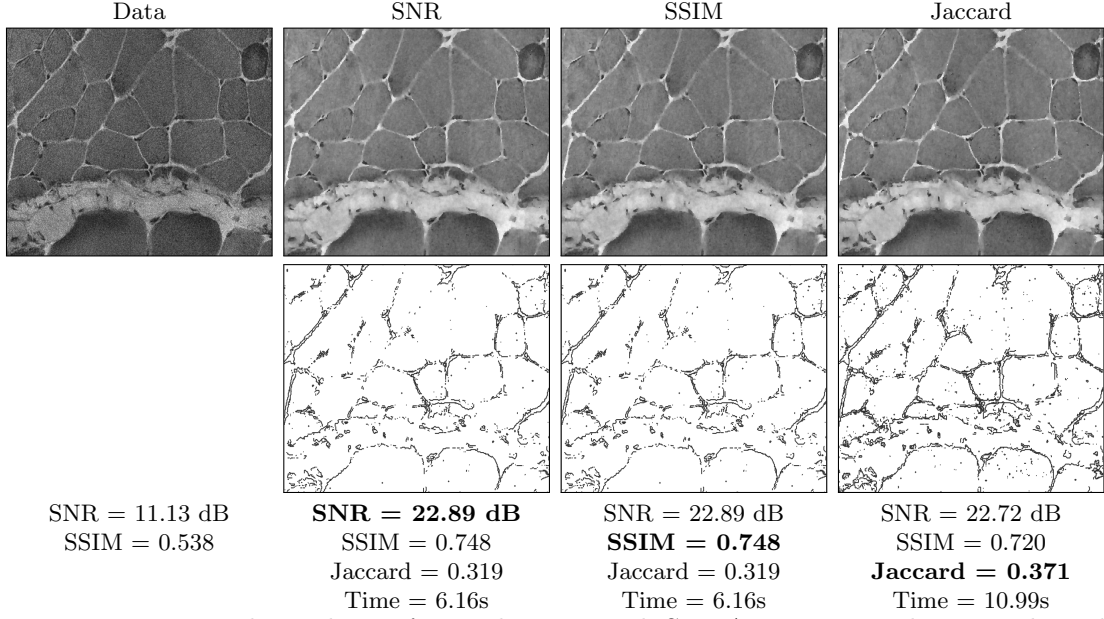 Data SNR SSIM Jaccard
SNR = 11.13 dB SNR = 22.89 dB SNR = 22.89 dB SNR = 22.72 dB
SSIM = 0.538 SSIM = 0.748 SSIM = 0.748 SSIM = 0.720
Jaccard = 0.319 Jaccard = 0.319 Jaccard = 0.371
Time = 6.16s Time = 6.16s Time = 10.99s